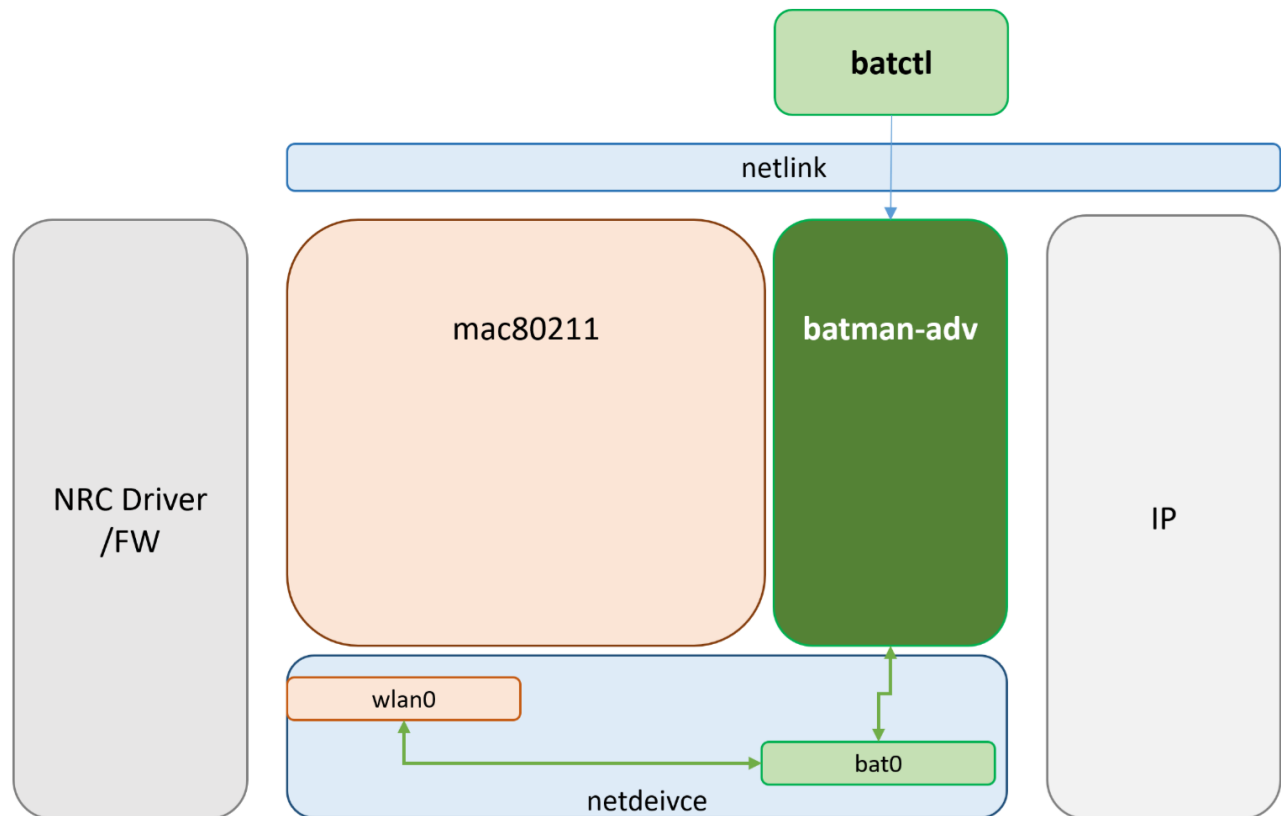 batctl
netlink
mac80211
batman-adv
NRC Driver
/FW
IP
wlan0
bat0
netdeivce